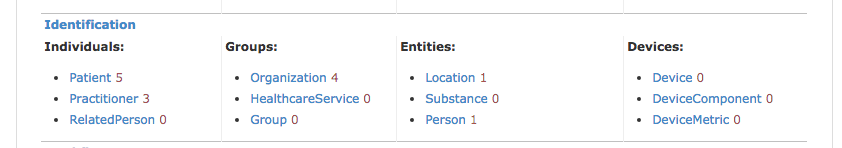 Identification
Individuals:
Patient 5
Practitioner 3
RelatedPerson 0
Groups:
Organization 4
HealthcareService 0
Group 0
Entities:
Location 1
Substance 0
Person 1
Devices:
Device 0
DeviceComponent 0
DeviceMetric 0